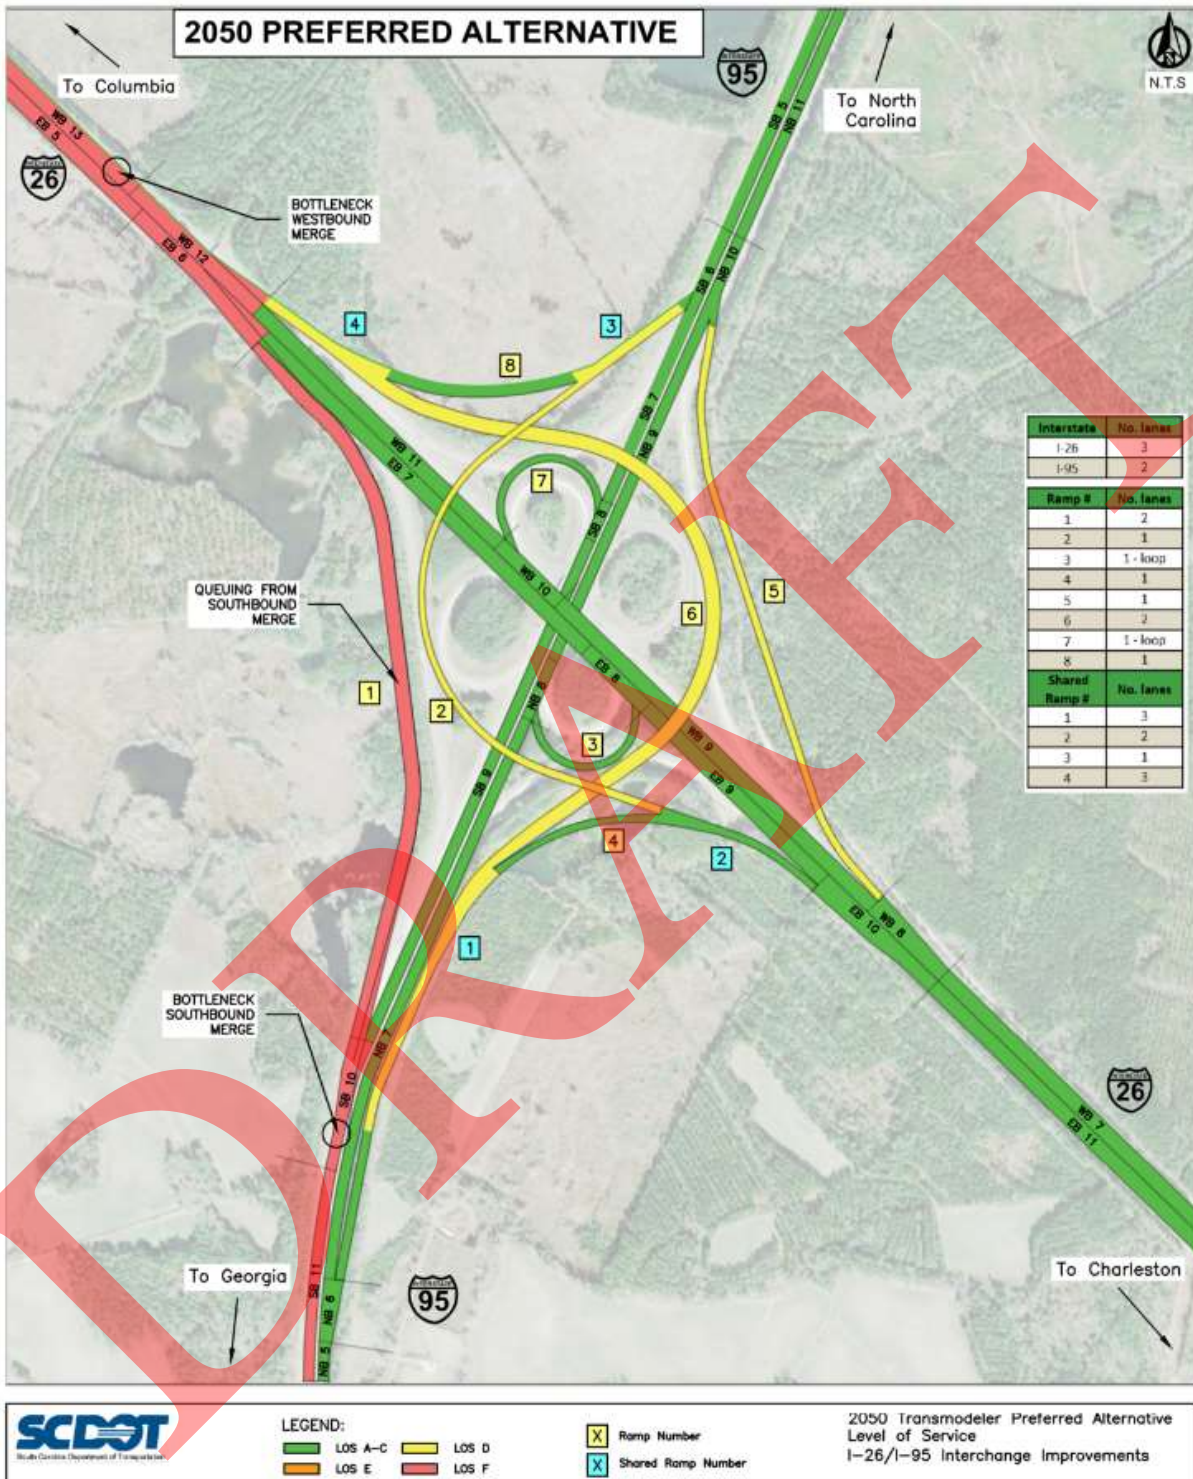 2050 PREFERRED ALTERNATIVE
To Columbia
INTERSTATE
95
To North
Carolina
N.T.S
26
WB 13
EB 5
BOTTLENECK
WESTBOUND
MERGE
WB 12
EB 6
SB 5
NB 11
SB 6
NB 10
4
3
8
SB 7
NB 9
WB 11
EB 7
7
SB 8
WB 10
QUEUING FROM
SOUTHBOUND
MERGE
5
6
1
2
EB 8
NB 8
3
WB 9
EB 9
SB 9
4
2
1
WB 8
EB 10
BOTTLENECK
SOUTHBOUND
MERGE
NB 7
SB 10
26
WB 7
EB 11
To Georgia
SB 11
NB 6
NB 5
95
To Charleston
Interstate No. lanes
I-26 3
I-95 2
Ramp # No. lanes
1 2
2 1
3 1 - loop
4 1
5 1
6 2
7 1 - loop
8 1
Shared Ramp # No. lanes
1 3
2 2
3 1
4 3
DRAFT
SCDOT
South Carolina Department of Transportation
LEGEND:
LOS A-C
LOS D
LOS E
LOS F
X Ramp Number
X Shared Ramp Number
2050 Transmodeler Preferred Alternative
Level of Service
I-26/I-95 Interchange Improvements